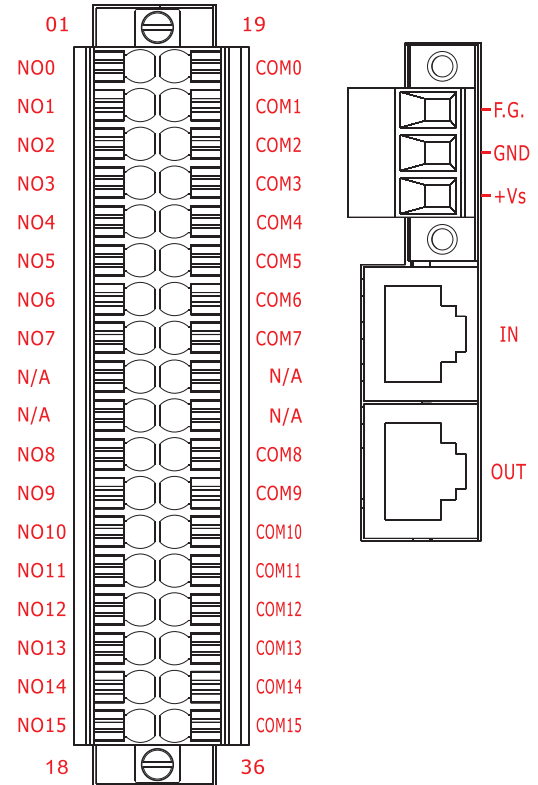 01 19
NO0 COM0
NO1 COM1
NO2 COM2
NO3 COM3
NO4 COM4
NO5 COM5
NO6 COM6
NO7 COM7
N/A N/A
N/A N/A
NO8 COM8
NO9 COM9
NO10 COM10
NO11 COM11
NO12 COM12
NO13 COM13
NO14 COM14
NO15 COM15
18 36
F.G.
GND
+Vs
IN
OUT